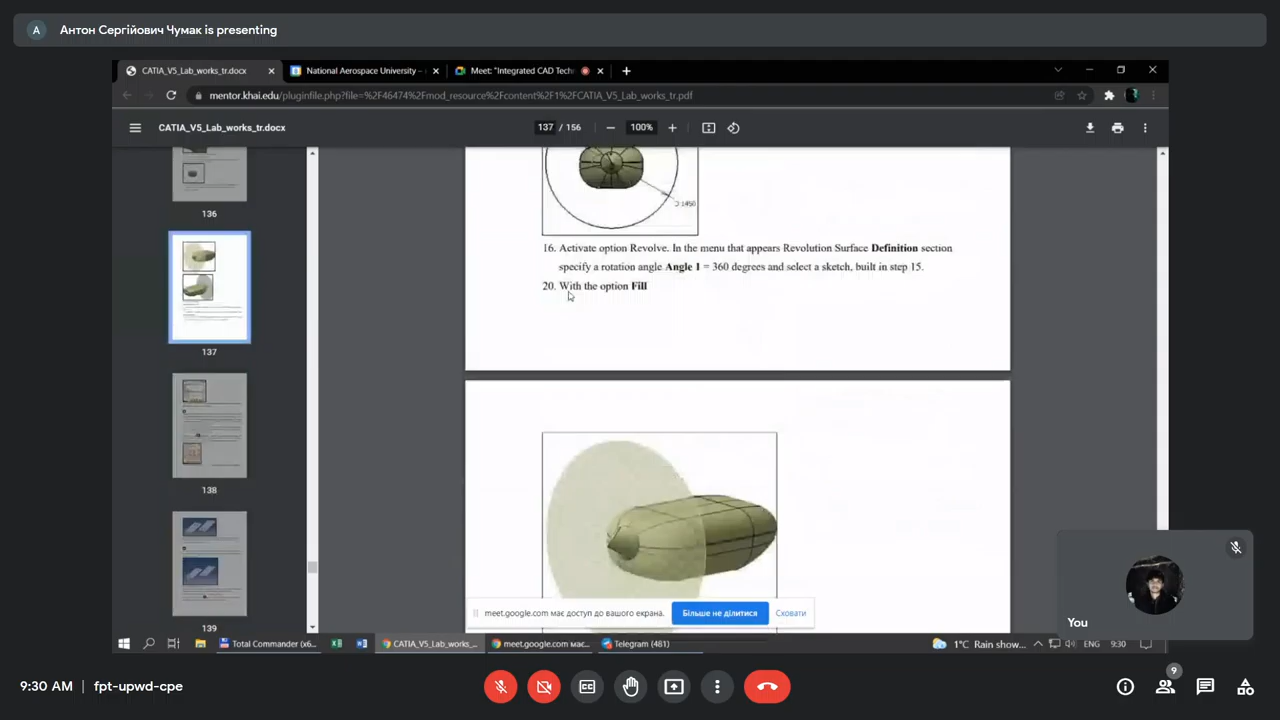 A
Антон Сергійович Чумак is presenting
CATIA_V5_Lab_works_tr.docx
National Aerospace University –
Meet: "Integrated CAD Tech
mentor.khai.edu/pluginfile.php?file=%2F46474%2Fmod_resource%2Fcontent%2F1%2FCATIA_V5_Lab_works_tr.pdf
CATIA_V5_Lab_works_tr.docx
137 / 156
100%
136
137
138
139
16. Activate option Revolve. In the menu that appears Revolution Surface Definition section
specify a rotation angle Angle 1 = 360 degrees and select a sketch, built in step 15.
20. With the option Fill
meet.google.com має доступ до вашого екрана.
Більше не ділитися
Сховати
You
Total Commander (x6...
CATIA_V5_Lab_works_...
meet.google.com має...
Telegram (481)
1°C Rain show...
ENG
9:30
9:30 AM
fpt-upwd-cpe
9